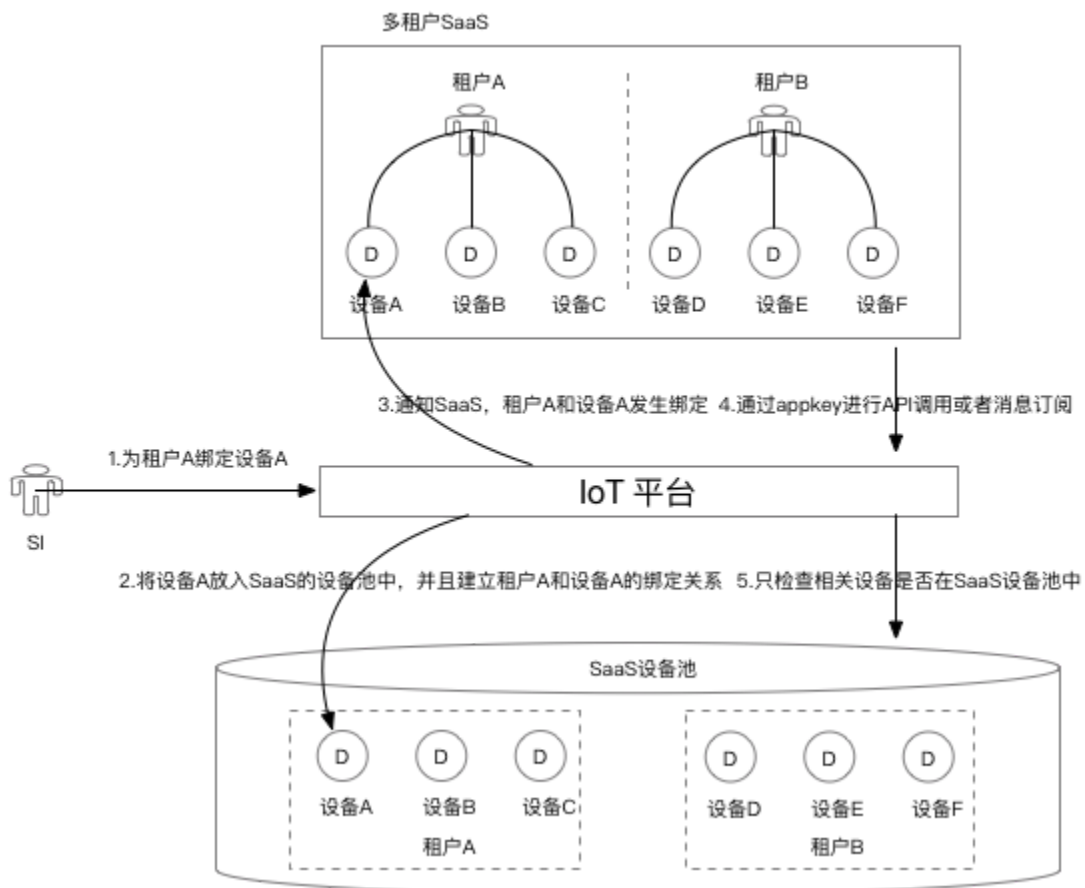 多租户SaaS
租户A
租户B
D
D
D
D
D
D
设备A
设备B
设备C
设备D
设备E
设备F
3.通知SaaS，租户A和设备A发生绑定
4.通过appkey进行API调用或者消息订阅
1.为租户A绑定设备A
IoT 平台
SI
2.将设备A放入SaaS的设备池中，并且建立租户A和设备A的绑定关系
5.只检查相关设备是否在SaaS设备池中
SaaS设备池
D
D
D
D
D
D
设备A
设备B
设备C
设备D
设备E
设备F
租户A
租户B